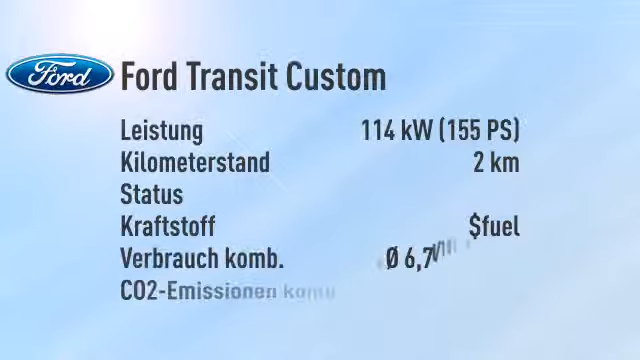 Ford
Ford Transit Custom
Leistung 114 kW (155 PS)
Kilometerstand 2 km
Status
Kraftstoff $fuel
Verbrauch komb. Ø 6,7
CO2-Emissionen komb